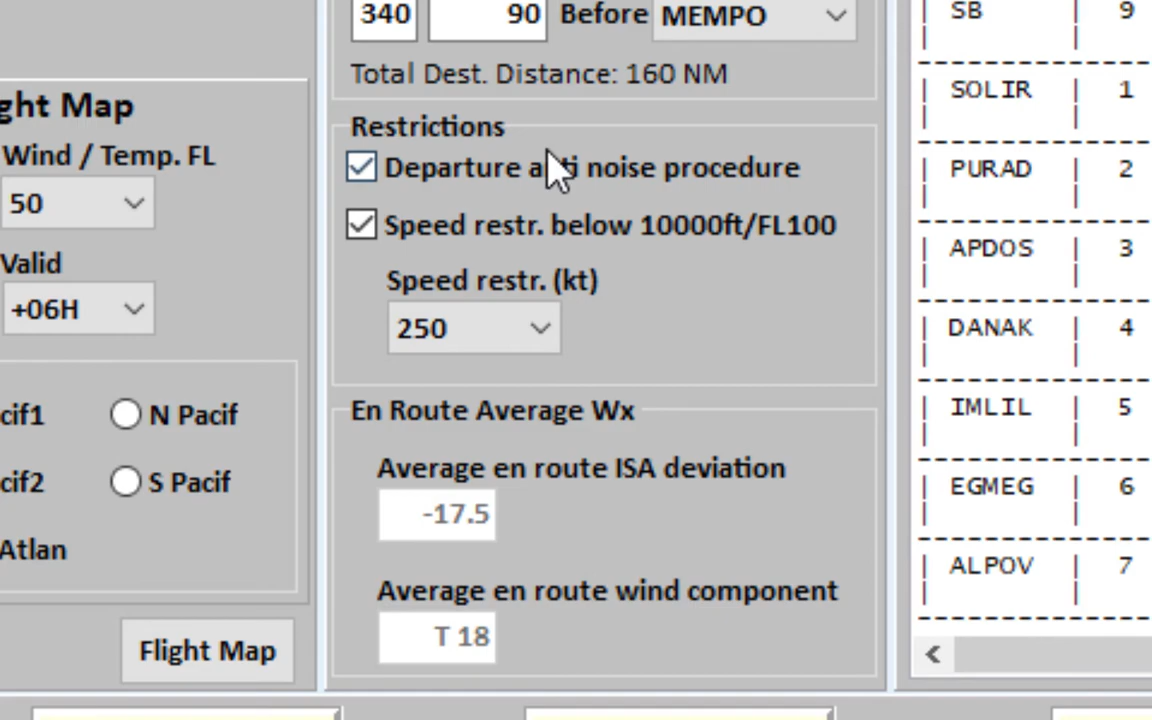 ght Map
Wind / Temp. FL
50
Valid
+06H
cif1
N Pacif
cif2
S Pacif
Atlan
Flight Map
340 90 Before MEMPO
Total Dest. Distance: 160 NM
Restrictions
Departure anti noise procedure
Speed restr. below 10000ft/FL100
Speed restr. (kt)
250
En Route Average Wx
Average en route ISA deviation
-17.5
Average en route wind component
T 18
SB 9
SOLIR | 1
PURAD | 2
APDOS | 3
DANAK | 4
IMLIL | 5
EGMEG | 6
ALPOV | 7